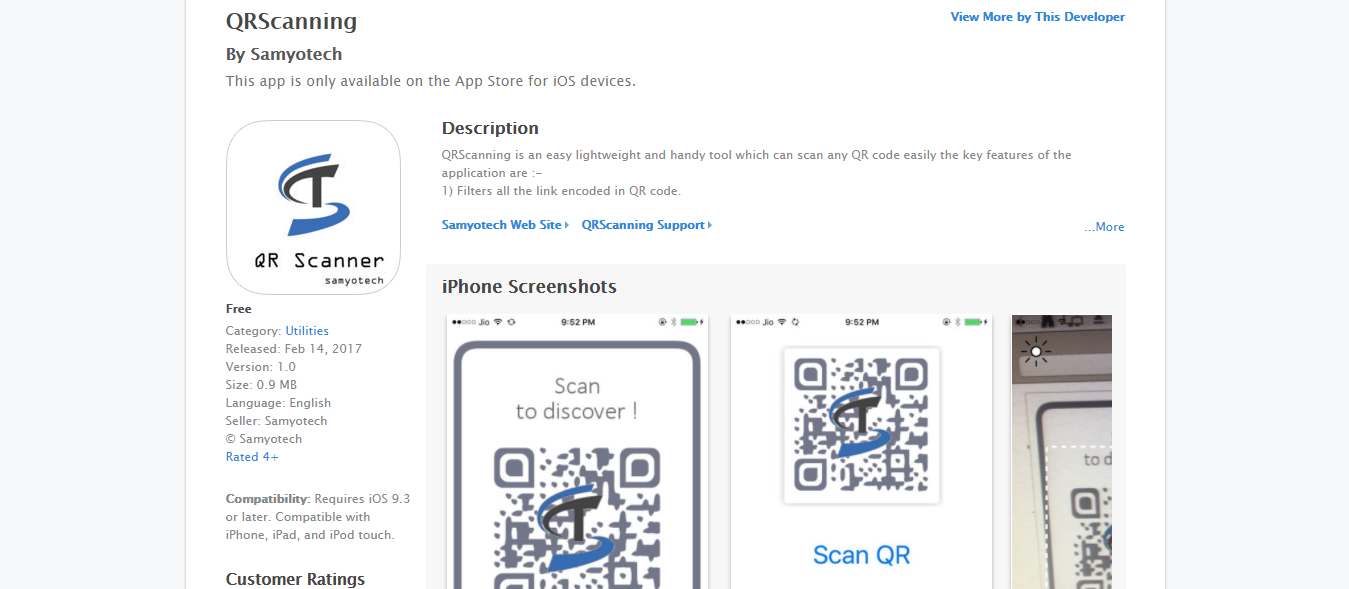 QRScanning
View More by This Developer
By Samyotech
This app is only available on the App Store for iOS devices.
QR Scanner
samyotech
Free
Category: Utilities
Released: Feb 14, 2017
Version: 1.0
Size: 0.9 MB
Language: English
Seller: Samyotech
© Samyotech
Rated 4+
Compatibility: Requires iOS 9.3
or later. Compatible with
iPhone, iPad, and iPod touch.
Customer Ratings
Description
QRScanning is an easy lightweight and handy tool which can scan any QR code easily the key features of the
application are :-
1) Filters all the link encoded in QR code.
Samyotech Web Site QRScanning Support
...More
iPhone Screenshots
Jio 9:52 PM
Scan
to discover !
Jio 9:52 PM
Scan QR
to d